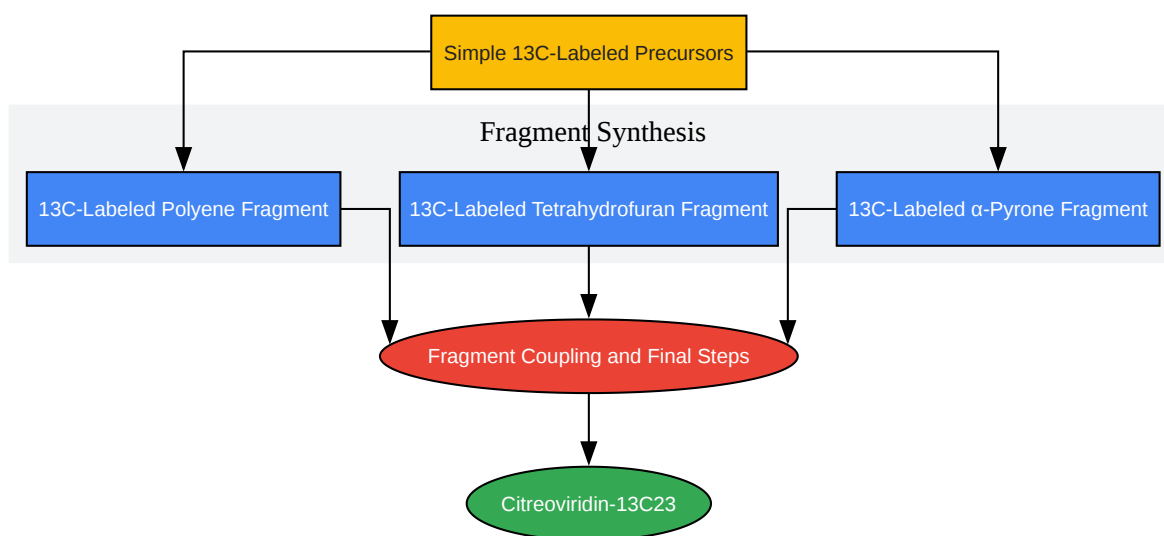 Simple 13C-Labeled Precursors
Fragment Synthesis
13C-Labeled Polyene Fragment
13C-Labeled Tetrahydrofuran Fragment
13C-Labeled α-Pyrone Fragment
Fragment Coupling and Final Steps
Citreoviridin-13C23